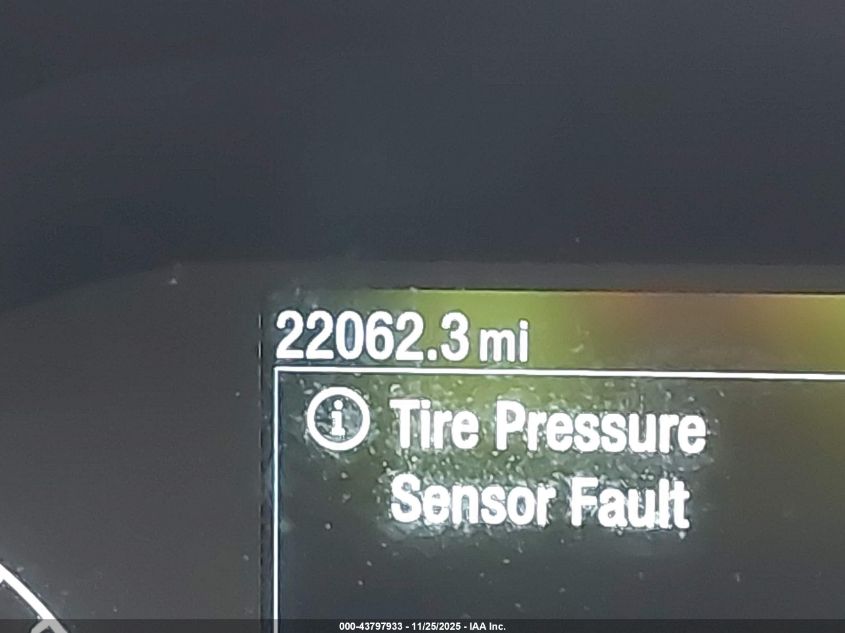 22062.3 mi
Tire Pressure
Sensor Fault
000-43797933 - 11/25/2025 - IAA Inc.